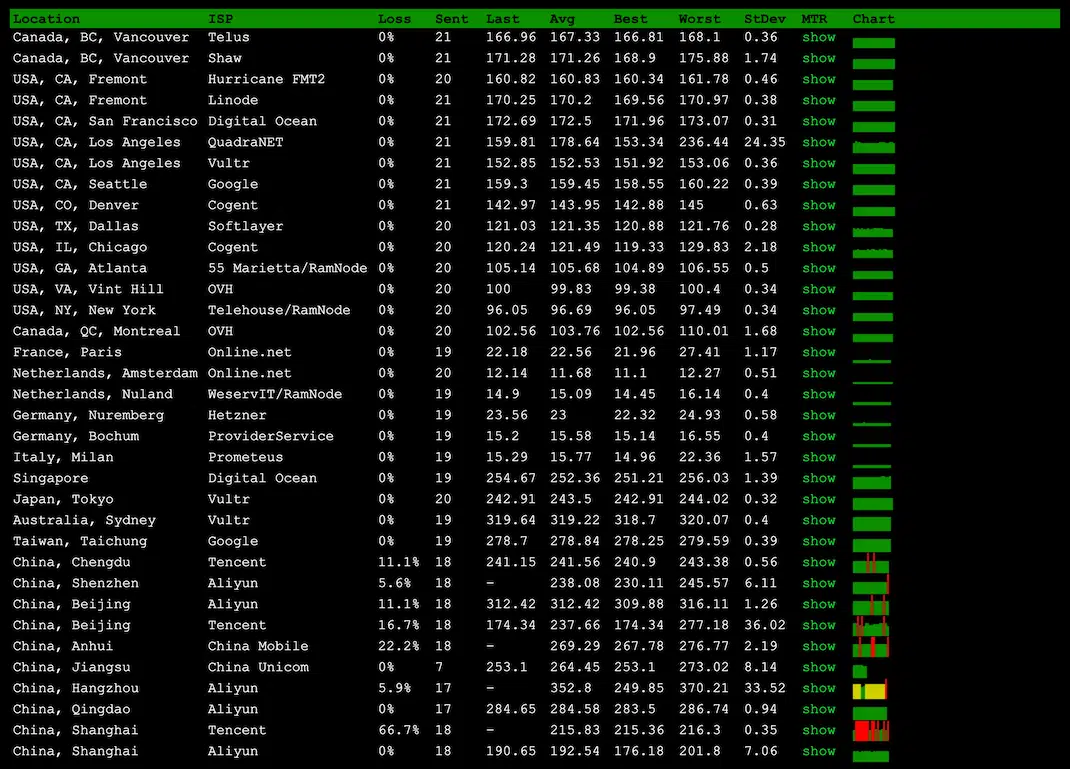 Location ISP Loss Sent Last Avg Best Worst StDev MTR Chart
Canada, BC, Vancouver Telus 0% 21 166.96 167.33 166.81 168.1 0.36 show
Canada, BC, Vancouver Shaw 0% 21 171.28 171.26 168.9 175.88 1.74 show
USA, CA, Fremont Hurricane FMT2 0% 20 160.82 160.83 160.34 161.78 0.46 show
USA, CA, Fremont Linode 0% 21 170.25 170.2 169.56 170.97 0.38 show
USA, CA, San Francisco Digital Ocean 0% 21 172.69 172.5 171.96 173.07 0.31 show
USA, CA, Los Angeles QuadraNET 0% 21 159.81 178.64 153.34 236.44 24.35 show
USA, CA, Los Angeles Vultr 0% 21 152.85 152.53 151.92 153.06 0.36 show
USA, CA, Seattle Google 0% 21 159.3 159.45 158.55 160.22 0.39 show
USA, CO, Denver Cogent 0% 21 142.97 143.95 142.88 145 0.63 show
USA, TX, Dallas Softlayer 0% 20 121.03 121.35 120.88 121.76 0.28 show
USA, IL, Chicago Cogent 0% 20 120.24 121.49 119.33 129.83 2.18 show
USA, GA, Atlanta 55 Marietta/RamNode 0% 20 105.14 105.68 104.89 106.55 0.5 show
USA, VA, Vint Hill OVH 0% 20 100 99.83 99.38 100.4 0.34 show
USA, NY, New York Telehouse/RamNode 0% 20 96.05 96.69 96.05 97.49 0.34 show
Canada, QC, Montreal OVH 0% 20 102.56 103.76 102.56 110.01 1.68 show
France, Paris Online.net 0% 19 22.18 22.56 21.96 27.41 1.17 show
Netherlands, Amsterdam Online.net 0% 20 12.14 11.68 11.1 12.27 0.51 show
Netherlands, Nuland WeservIT/RamNode 0% 19 14.9 15.09 14.45 16.14 0.4 show
Germany, Nuremberg Hetzner 0% 19 23.56 23 22.32 24.93 0.58 show
Germany, Bochum ProviderService 0% 19 15.2 15.58 15.14 16.55 0.4 show
Italy, Milan Prometeus 0% 19 15.29 15.77 14.96 22.36 1.57 show
Singapore Digital Ocean 0% 19 254.67 252.36 251.21 256.03 1.39 show
Japan, Tokyo Vultr 0% 20 242.91 243.5 242.91 244.02 0.32 show
Australia, Sydney Vultr 0% 19 319.64 319.22 318.7 320.07 0.4 show
Taiwan, Taichung Google 0% 19 278.7 278.84 278.25 279.59 0.39 show
China, Chengdu Tencent 11.1% 18 241.15 241.56 240.9 243.38 0.56 show
China, Shenzhen Aliyun 5.6% 18 - 238.08 230.11 245.57 6.11 show
China, Beijing Aliyun 11.1% 18 312.42 312.42 309.88 316.11 1.26 show
China, Beijing Tencent 16.7% 18 174.34 237.66 174.34 277.18 36.02 show
China, Anhui China Mobile 22.2% 18 - 269.29 267.78 276.77 2.19 show
China, Jiangsu China Unicom 0% 7 253.1 264.45 253.1 273.02 8.14 show
China, Hangzhou Aliyun 5.9% 17 - 352.8 249.85 370.21 33.52 show
China, Qingdao Aliyun 0% 17 284.65 284.58 283.5 286.74 0.94 show
China, Shanghai Tencent 66.7% 18 - 215.83 215.36 216.3 0.35 show
China, Shanghai Aliyun 0% 18 190.65 192.54 176.18 201.8 7.06 show